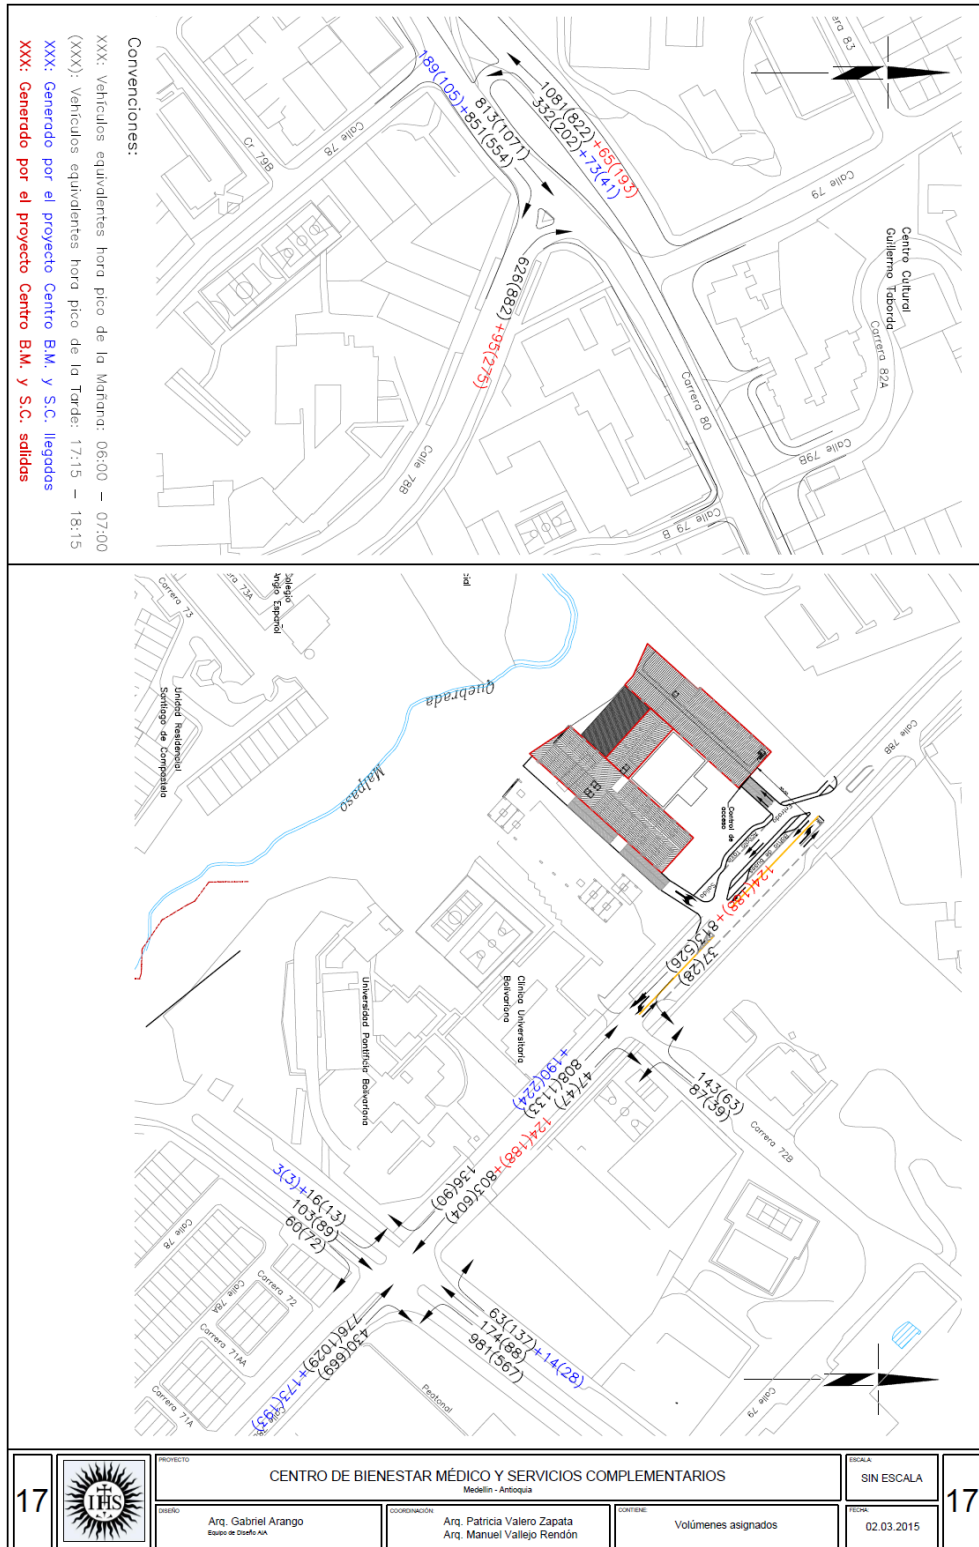 Convenciones:
XXX: Vehículos equivalentes hora pico de la Mañana: 06:00 – 07:00
(XXX): Vehículos equivalentes hora pico de la Tarde: 17:15 – 18:15
XXX: Generado por el proyecto Centro B.M. y S.C. llegadas
XXX: Generado por el proyecto Centro B.M. y S.C. salidas
1081(822)+65(193)
332(202)+73(41)
813(1071)
189(105)+851(554)
626(882)+95(275)
Calle 78
Cr 79B
Calle 79
Centro Cultural
Guillermo Taborda
Carrera 82A
Carrera 80
Calle 79B
Calle 79 B
Calle 78B
Carrera 73A
Carrera 73
Unidad Residencial
Santiago de Compostela
Quebrada
Malpaso
Calle 78B
Control de
acceso
Entrada
Salida
124(188)+813(526)
37(28)
143(63)
87(39)
Carrera 72B
Clínica Universitaria
Bolivariana
Universidad Pontificia Bolivariana
47(47)
808(1133)
+190(224)
124(188)+803(604)
136(90)
3(3)+16(13)
103(89)
60(72)
Calle 78
Calle 78A
Carrera 72
Carrera 71AA
Carrera 71A
430(669)
776(1029)+173(193)
63(137)+14(28)
174(88)
981(567)
Peatonal
Calle 79
17
IHS
PROYECTO:
CENTRO DE BIENESTAR MÉDICO Y SERVICIOS COMPLEMENTARIOS
Medellín - Antioquia
ESCALA:
SIN ESCALA
17
DISEÑO:
Arq. Gabriel Arango
Equipo de Diseño AIA
COORDINACIÓN:
Arq. Patricia Valero Zapata
Arq. Manuel Vallejo Rendón
CONTIENE:
Volúmenes asignados
FECHA:
02.03.2015